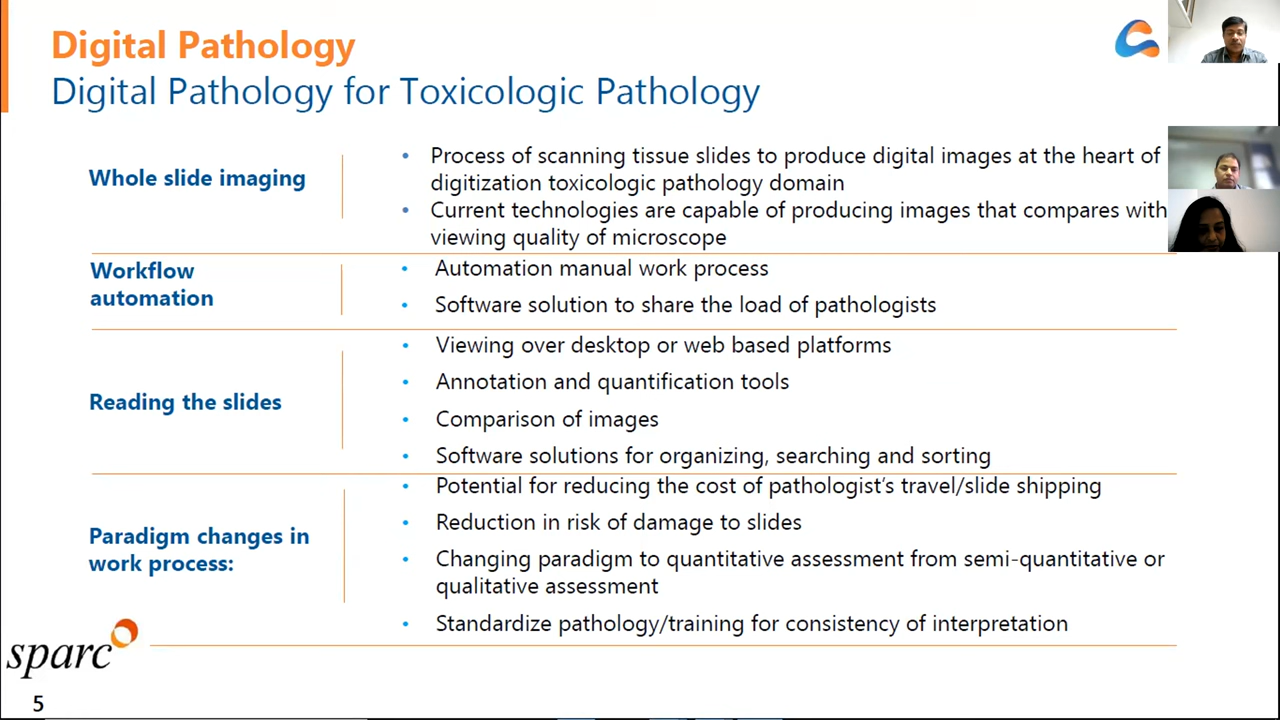 Digital Pathology
Digital Pathology for Toxicologic Pathology
Whole slide imaging
• Process of scanning tissue slides to produce digital images at the heart of
digitization toxicologic pathology domain
• Current technologies are capable of producing images that compares with
viewing quality of microscope
Workflow
automation
• Automation manual work process
• Software solution to share the load of pathologists
Reading the slides
• Viewing over desktop or web based platforms
• Annotation and quantification tools
• Comparison of images
• Software solutions for organizing, searching and sorting
Paradigm changes in
work process:
• Potential for reducing the cost of pathologist's travel/slide shipping
• Reduction in risk of damage to slides
• Changing paradigm to quantitative assessment from semi-quantitative or
qualitative assessment
• Standardize pathology/training for consistency of interpretation
sparc
5